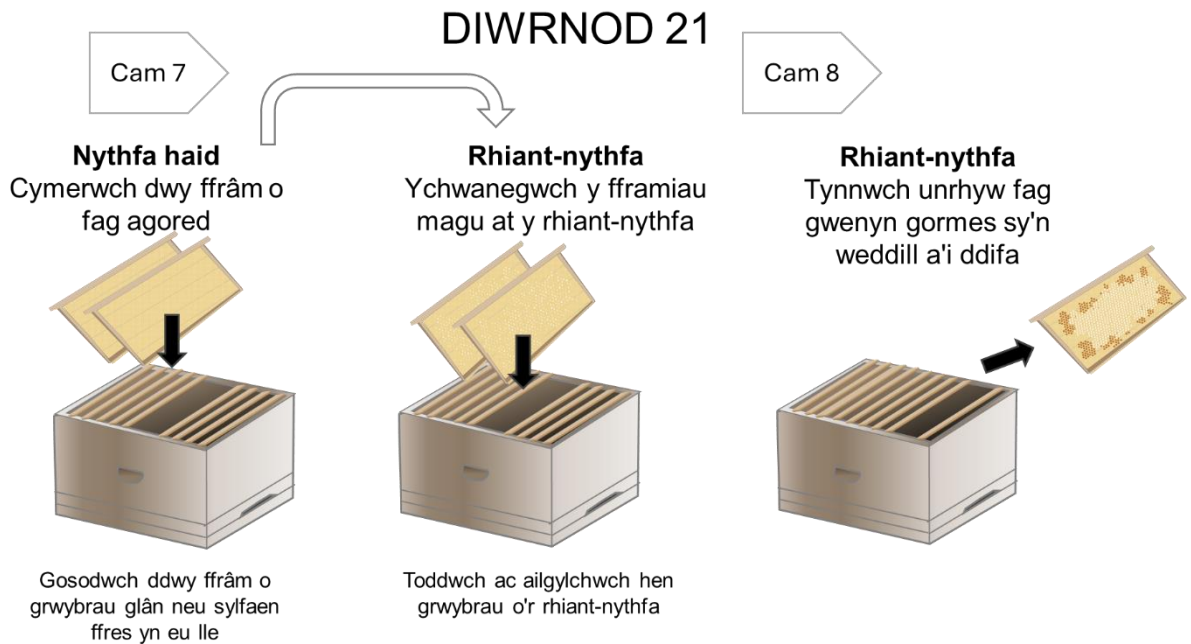 DIWRNOD 21
Cam 7
Nythfa haid
Cymerwch dwy ffrâm o
fag agored
Gosodwch ddwy ffrâm o
grwybrau glân neu sylfaen
ffres yn eu lle
Rhiant-nythfa
Ychwanegwch y fframiau
magu at y rhiant-nythfa
Toddwch ac ailgylchwch hen
grwybrau o'r rhiant-nythfa
Cam 8
Rhiant-nythfa
Tynnwch unrhyw fag
gwenyn gormes sy'n
weddill a'i ddifa